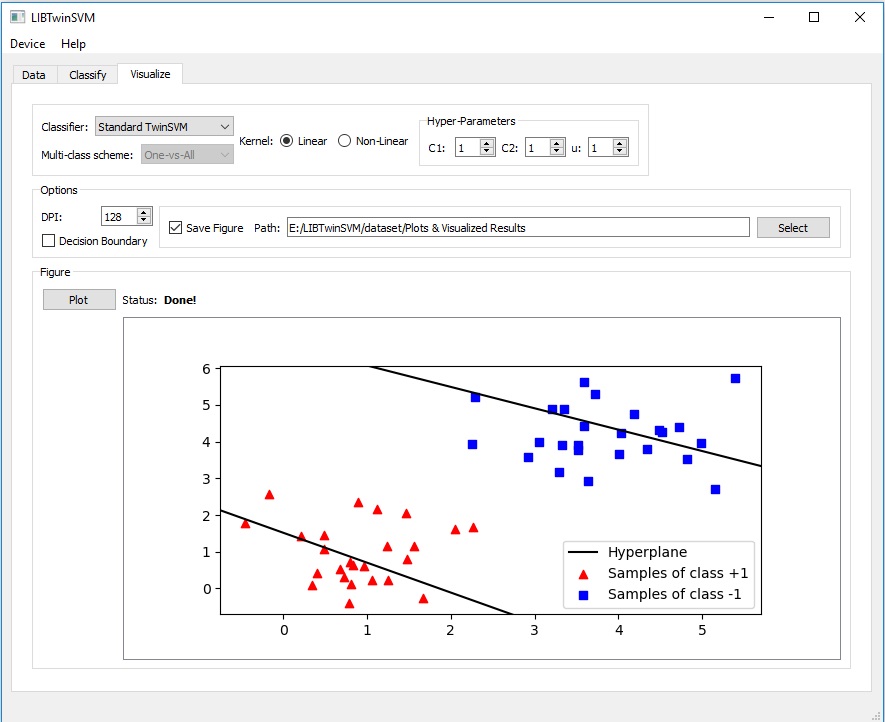 LIBTwinSVM
Device Help
Data Classify Visualize
Classifier: Standard TwinSVM
Kernel: Linear Non-Linear
Multi-class scheme: One-vs-All
Hyper-Parameters
C1: 1 C2: 1 u: 1
Options
DPI: 128
Decision Boundary
Save Figure Path: E:/LIBTwinSVM/dataset/Plots & Visualized Results Select
Figure
Plot Status: Done!
6
5
4
3
2
1
0
0 1 2 3 4 5
Hyperplane
Samples of class +1
Samples of class -1